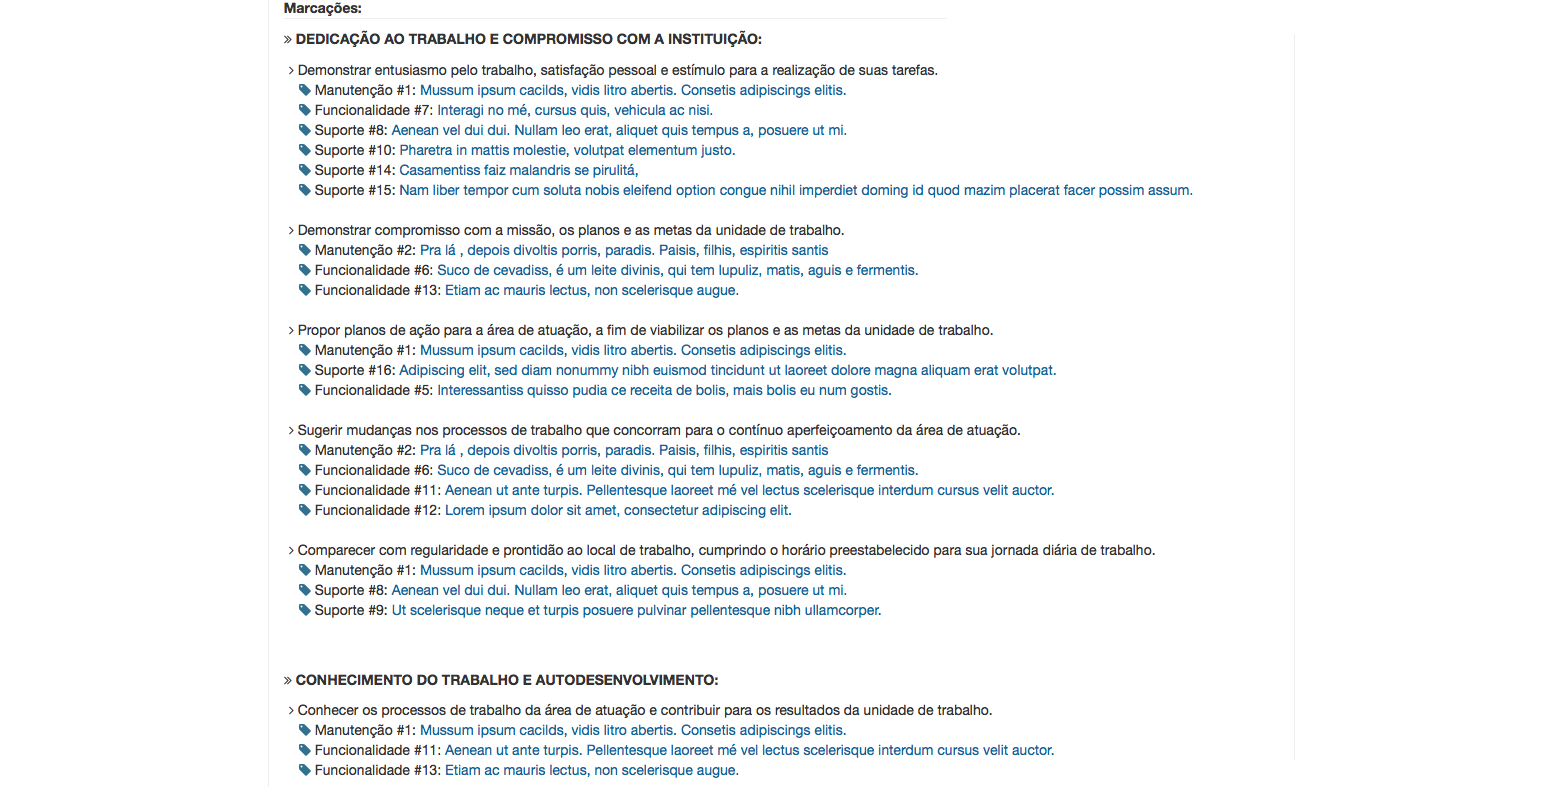 Marcações:
» DEDICAÇÃO AO TRABALHO E COMPROMISSO COM A INSTITUIÇÃO:
› Demonstrar entusiasmo pelo trabalho, satisfação pessoal e estímulo para a realização de suas tarefas.
Manutenção #1: Mussum ipsum cacilds, vidis litro abertis. Consetis adipiscings elitis.
Funcionalidade #7: Interagi no mé, cursus quis, vehicula ac nisi.
Suporte #8: Aenean vel dui dui. Nullam leo erat, aliquet quis tempus a, posuere ut mi.
Suporte #10: Pharetra in mattis molestie, volutpat elementum justo.
Suporte #14: Casamentiss faiz malandris se pirulitá,
Suporte #15: Nam liber tempor cum soluta nobis eleifend option congue nihil imperdiet doming id quod mazim placerat facer possim assum.
› Demonstrar compromisso com a missão, os planos e as metas da unidade de trabalho.
Manutenção #2: Pra lá , depois divoltis porris, paradis. Paisis, filhis, espiritis santis
Funcionalidade #6: Suco de cevadiss, é um leite divinis, qui tem lupuliz, matis, aguis e fermentis.
Funcionalidade #13: Etiam ac mauris lectus, non scelerisque augue.
› Propor planos de ação para a área de atuação, a fim de viabilizar os planos e as metas da unidade de trabalho.
Manutenção #1: Mussum ipsum cacilds, vidis litro abertis. Consetis adipiscings elitis.
Suporte #16: Adipiscing elit, sed diam nonummy nibh euismod tincidunt ut laoreet dolore magna aliquam erat volutpat.
Funcionalidade #5: Interessantiss quisso pudia ce receita de bolis, mais bolis eu num gostis.
› Sugerir mudanças nos processos de trabalho que concorram para o contínuo aperfeiçoamento da área de atuação.
Manutenção #2: Pra lá , depois divoltis porris, paradis. Paisis, filhis, espiritis santis
Funcionalidade #6: Suco de cevadiss, é um leite divinis, qui tem lupuliz, matis, aguis e fermentis.
Funcionalidade #11: Aenean ut ante turpis. Pellentesque laoreet mé vel lectus scelerisque interdum cursus velit auctor.
Funcionalidade #12: Lorem ipsum dolor sit amet, consectetur adipiscing elit.
› Comparecer com regularidade e prontidão ao local de trabalho, cumprindo o horário preestabelecido para sua jornada diária de trabalho.
Manutenção #1: Mussum ipsum cacilds, vidis litro abertis. Consetis adipiscings elitis.
Suporte #8: Aenean vel dui dui. Nullam leo erat, aliquet quis tempus a, posuere ut mi.
Suporte #9: Ut scelerisque neque et turpis posuere pulvinar pellentesque nibh ullamcorper.
» CONHECIMENTO DO TRABALHO E AUTODESENVOLVIMENTO:
› Conhecer os processos de trabalho da área de atuação e contribuir para os resultados da unidade de trabalho.
Manutenção #1: Mussum ipsum cacilds, vidis litro abertis. Consetis adipiscings elitis.
Funcionalidade #11: Aenean ut ante turpis. Pellentesque laoreet mé vel lectus scelerisque interdum cursus velit auctor.
Funcionalidade #13: Etiam ac mauris lectus, non scelerisque augue.